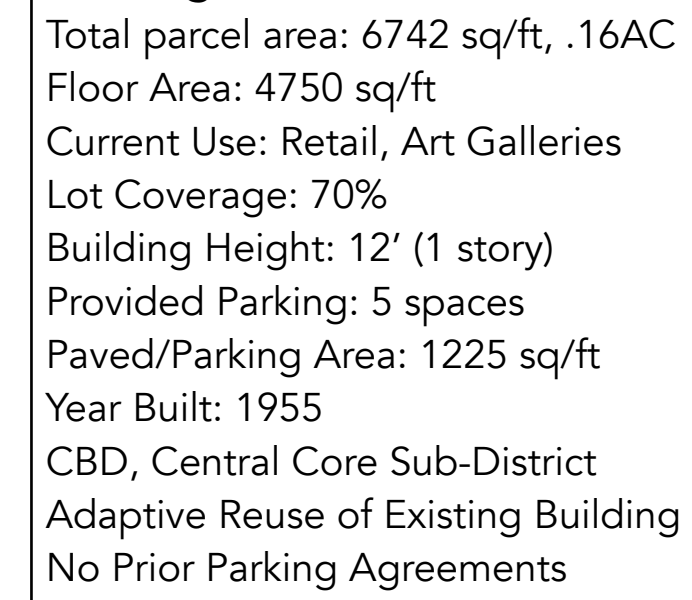 Total parcel area: 6742 sq/ft, .16AC
Floor Area: 4750 sq/ft
Current Use: Retail, Art Galleries
Lot Coverage: 70%
Building Height: 12’ (1 story)
Provided Parking: 5 spaces
Paved/Parking Area: 1225 sq/ft
Year Built: 1955
CBD, Central Core Sub-District
Adaptive Reuse of Existing Building
No Prior Parking Agreements